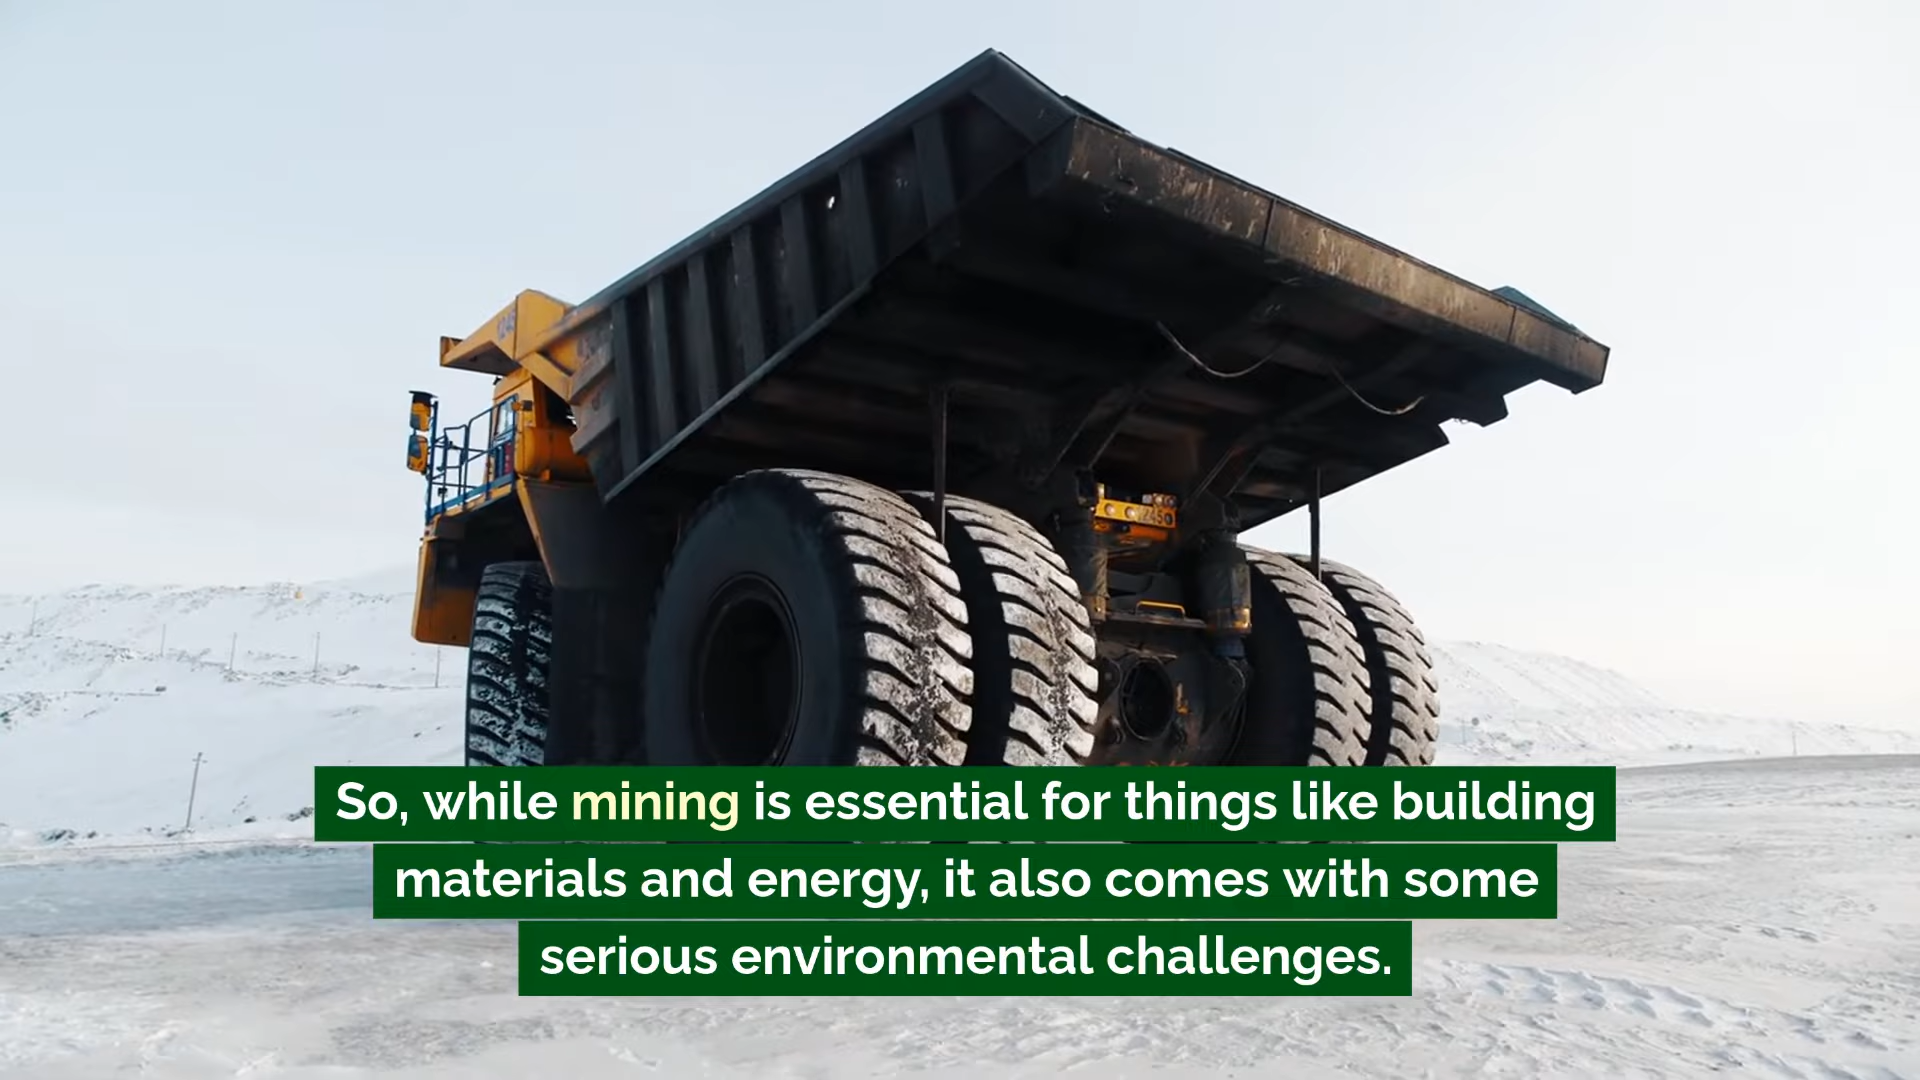 So, while mining is essential for things like building
materials and energy, it also comes with some
serious environmental challenges.